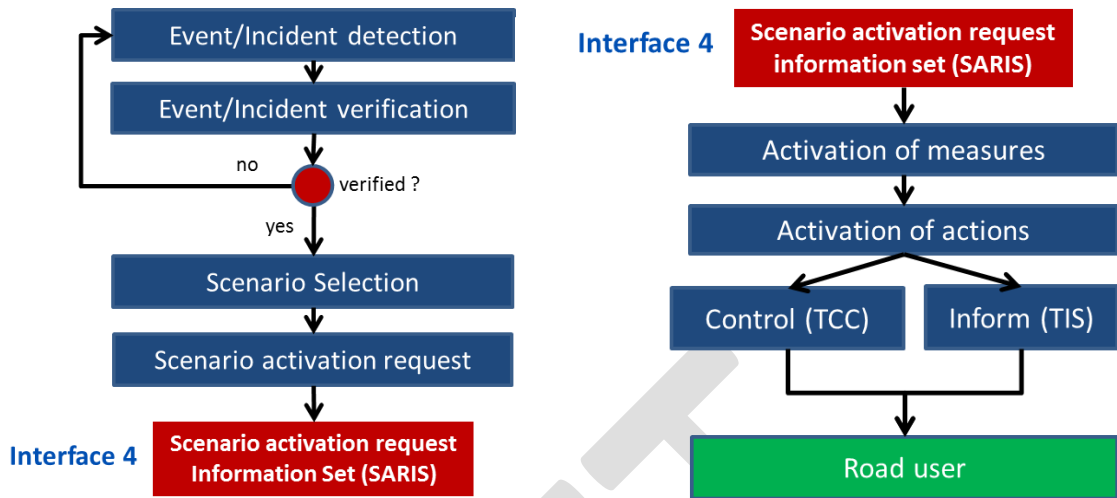 Event/Incident detection
Event/Incident verification
no
verified ?
yes
Scenario Selection
Scenario activation request
Interface 4
Scenario activation request
Information Set (SARIS)
Interface 4
Scenario activation request
information set (SARIS)
Activation of measures
Activation of actions
Control (TCC)
Inform (TIS)
Road user